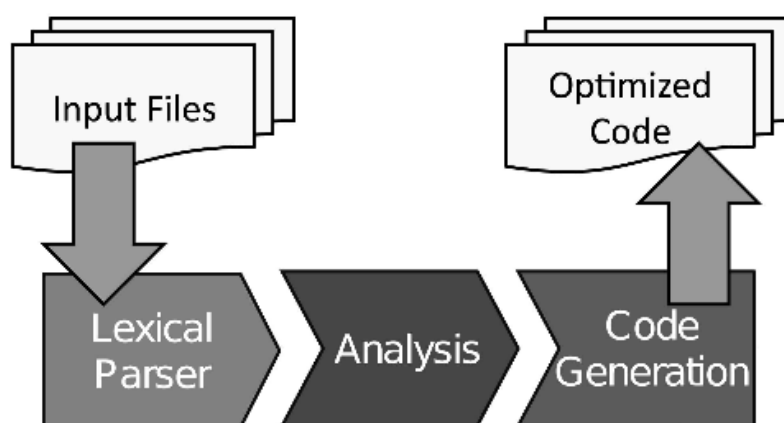 Input Files
Optimized
Code
Lexical
Parser
Analysis
Code
Generation